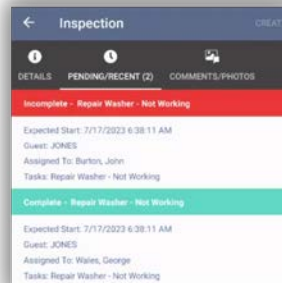 ← Inspection CREAT
DETAILS PENDING/RECENT (2) COMMENTS/PHOTOS
Incomplete - Repair Washer - Not Working
Expected Start: 7/17/2023 6:38:11 AM
Guest: JONES
Assigned To: Burton, John
Tasks: Repair Washer - Not Working
Complete - Repair Washer - Not Working
Expected Start: 7/17/2023 6:38:11 AM
Guest: JONES
Assigned To: Wales, George
Tasks: Repair Washer - Not Working